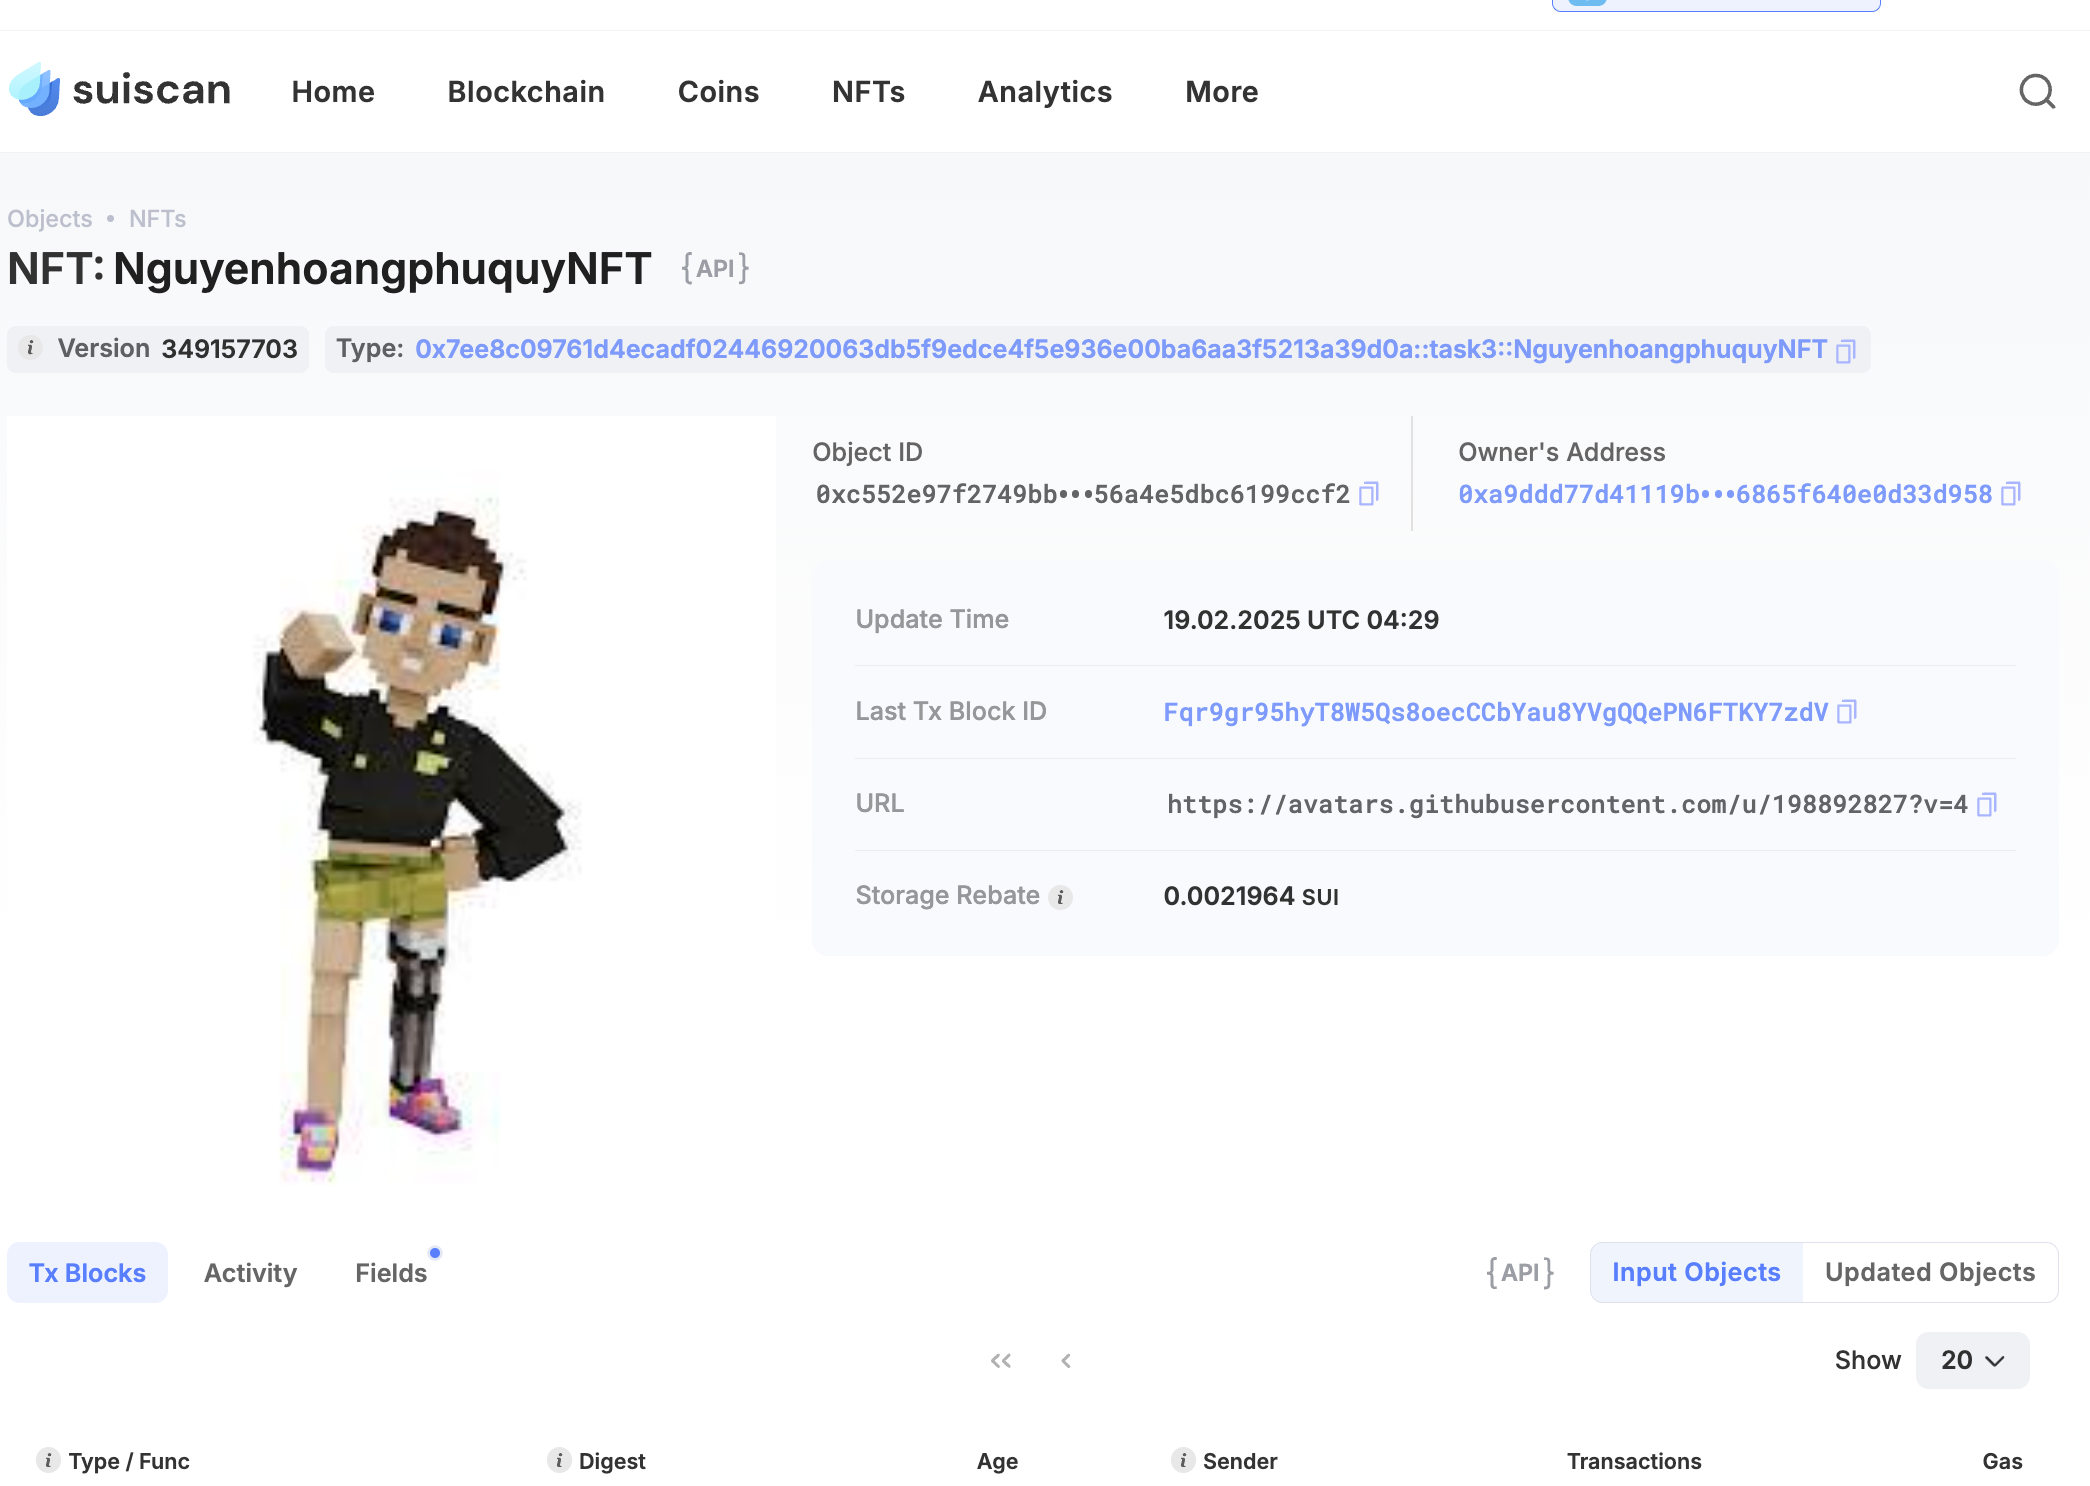 suiscan Home Blockchain Coins NFTs Analytics More
Objects • NFTs
NFT: NguyenhoangphuquyNFT {API}
i Version 349157703 Type: 0x7ee8c09761d4ecadf02446920063db5f9edce4f5e936e00ba6aa3f5213a39d0a::task3::NguyenhoangphuquyNFT
Object ID
0xc552e97f2749bb•••56a4e5dbc6199ccf2
Owner's Address
0xa9ddd77d41119b•••6865f640e0d33d958
Update Time 19.02.2025 UTC 04:29
Last Tx Block ID Fqr9gr95hyT8W5Qs8oecCCbYau8YVgQQePN6FTKY7zdV
URL https://avatars.githubusercontent.com/u/198892827?v=4
Storage Rebate i 0.0021964 SUI
Tx Blocks Activity Fields {API} Input Objects Updated Objects
Show 20
i Type / Func i Digest Age i Sender Transactions Gas